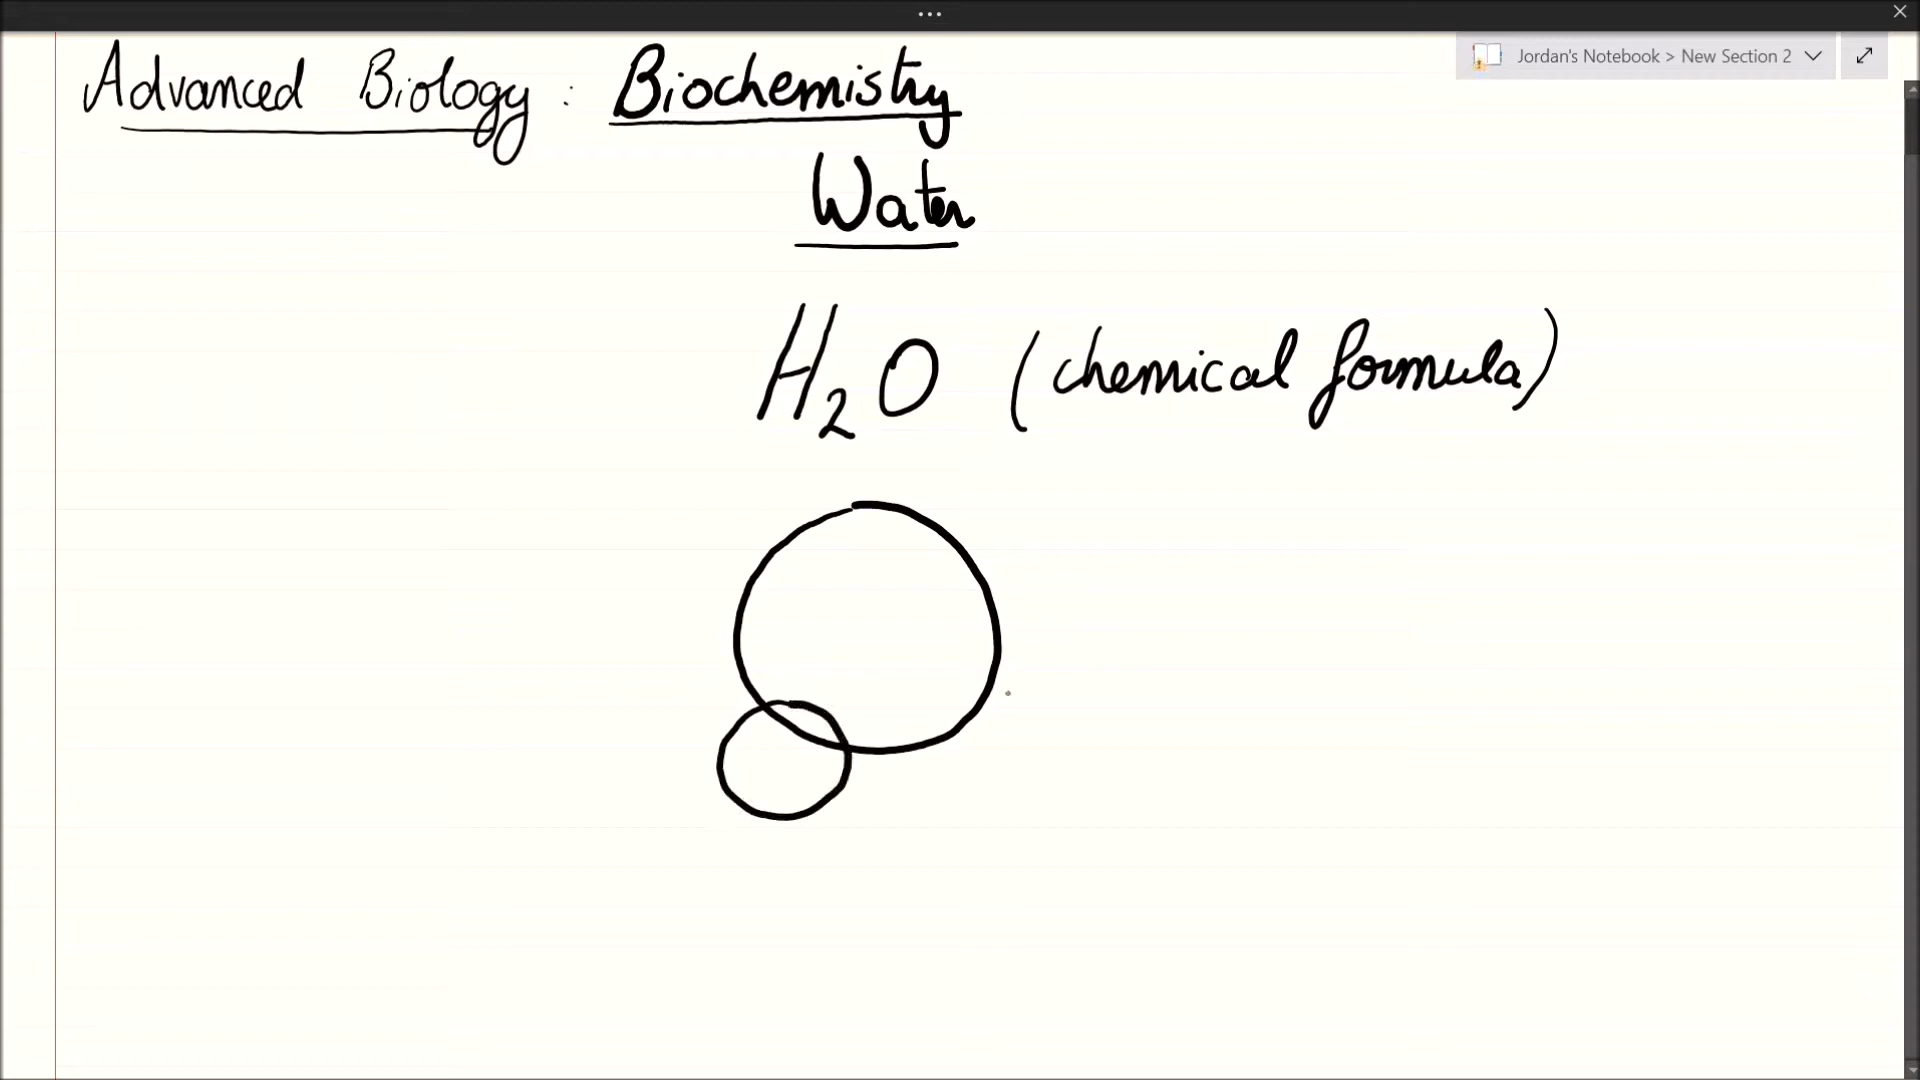 Jordan's Notebook > New Section 2
Advanced Biology : Biochemistry
Water
H₂O (chemical formula)